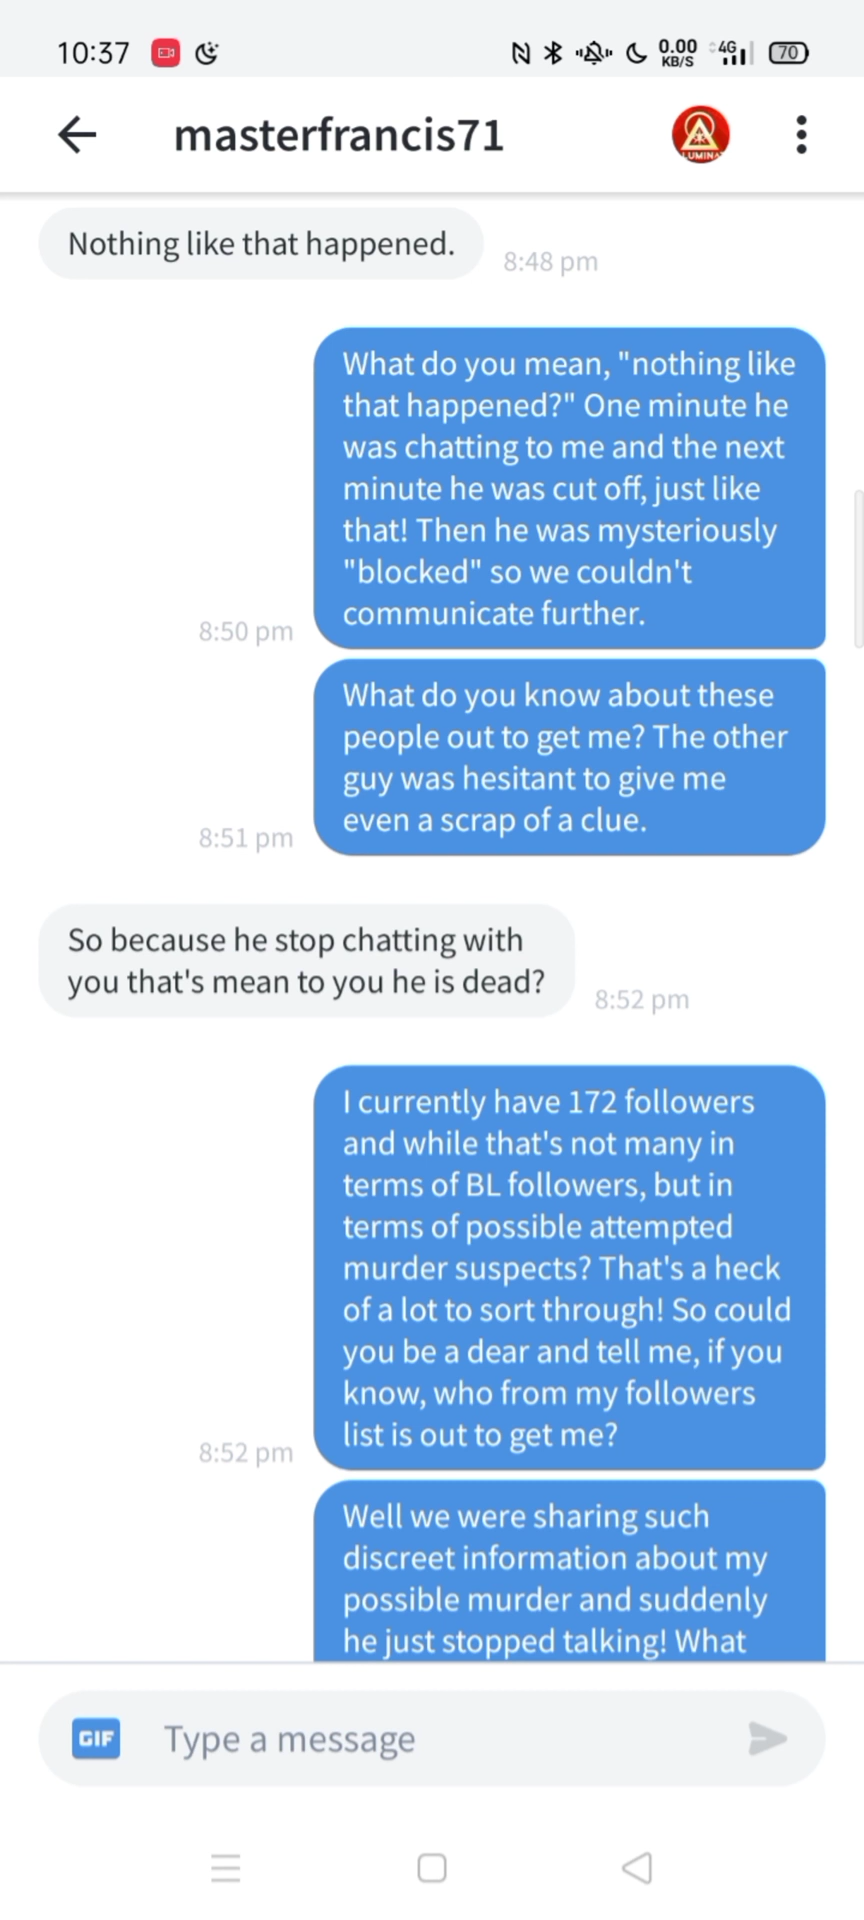 10:37
0.00
KB/S
4G
70
masterfrancis71
LUMINA
Nothing like that happened.
8:48 pm
What do you mean, "nothing like
that happened?" One minute he
was chatting to me and the next
minute he was cut off, just like
that! Then he was mysteriously
"blocked" so we couldn't
communicate further.
8:50 pm
What do you know about these
people out to get me? The other
guy was hesitant to give me
even a scrap of a clue.
8:51 pm
So because he stop chatting with
you that's mean to you he is dead?
8:52 pm
I currently have 172 followers
and while that's not many in
terms of BL followers, but in
terms of possible attempted
murder suspects? That's a heck
of a lot to sort through! So could
you be a dear and tell me, if you
know, who from my followers
list is out to get me?
8:52 pm
Well we were sharing such
discreet information about my
possible murder and suddenly
he just stopped talking! What
GIF
Type a message